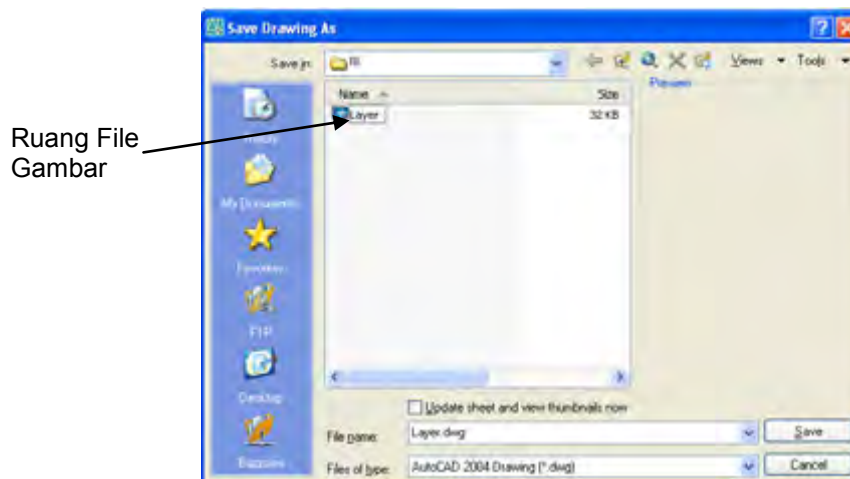 Save Drawing As
Save in:
Views
Tools
Preview
Name
Size
Layer
32 KB
Ruang File
Gambar
History
My Documents
Favorites
FTP
Desktop
Buzzsaw
Update sheet and view thumbnails now
File name:
Layer.dwg
Save
Files of type:
AutoCAD 2004 Drawing (*.dwg)
Cancel